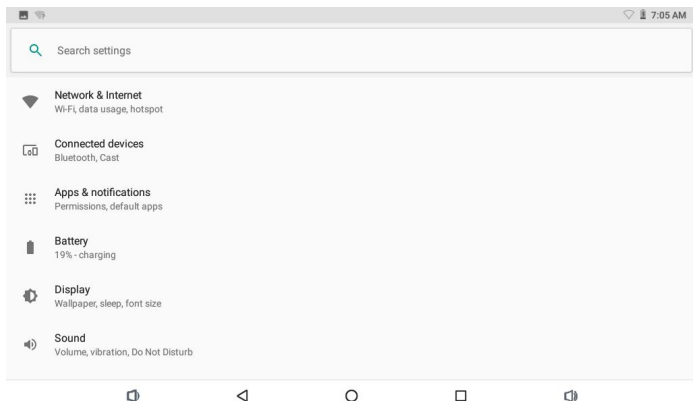 7:05 AM
Search settings
Network & Internet
Wi-Fi, data usage, hotspot
Connected devices
Bluetooth, Cast
Apps & notifications
Permissions, default apps
Battery
19% - charging
Display
Wallpaper, sleep, font size
Sound
Volume, vibration, Do Not Disturb